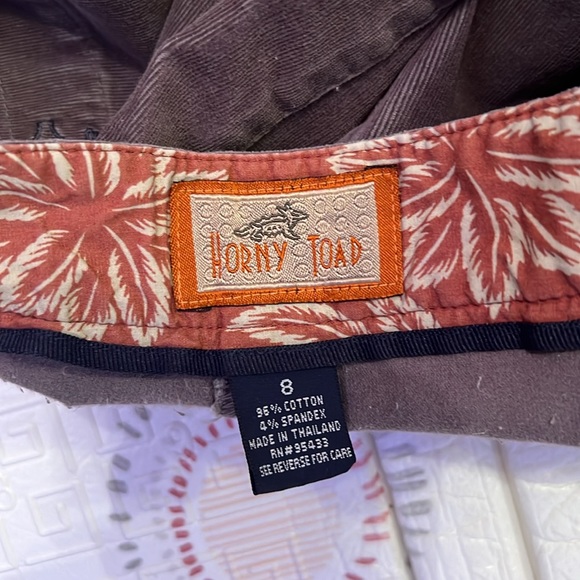 HORNY TOAD
8
96% COTTON
4% SPANDEX
MADE IN THAILAND
RN#95433
SEE REVERSE FOR CARE